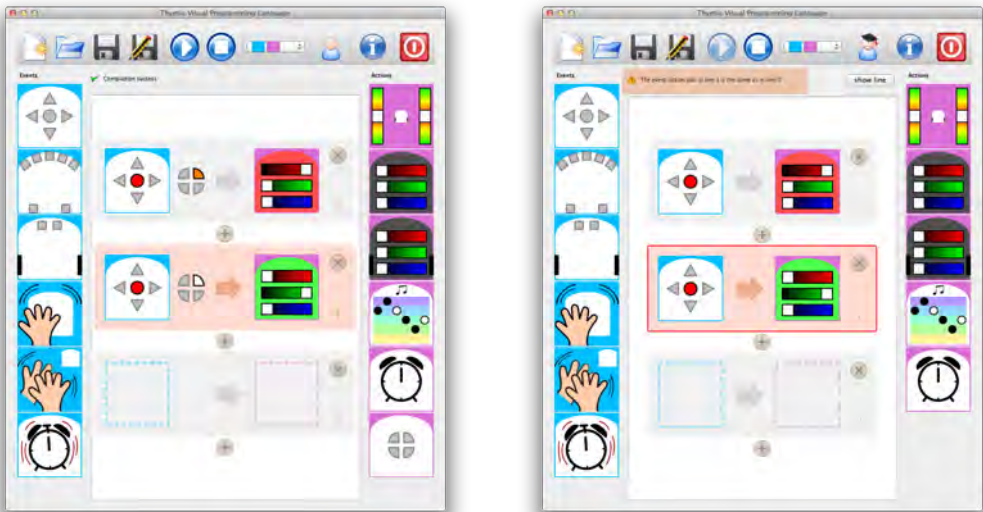 Thymio Visual Programming Language
Events
Compilation success
Actions
Thymio Visual Programming Language
Events
show line
Actions